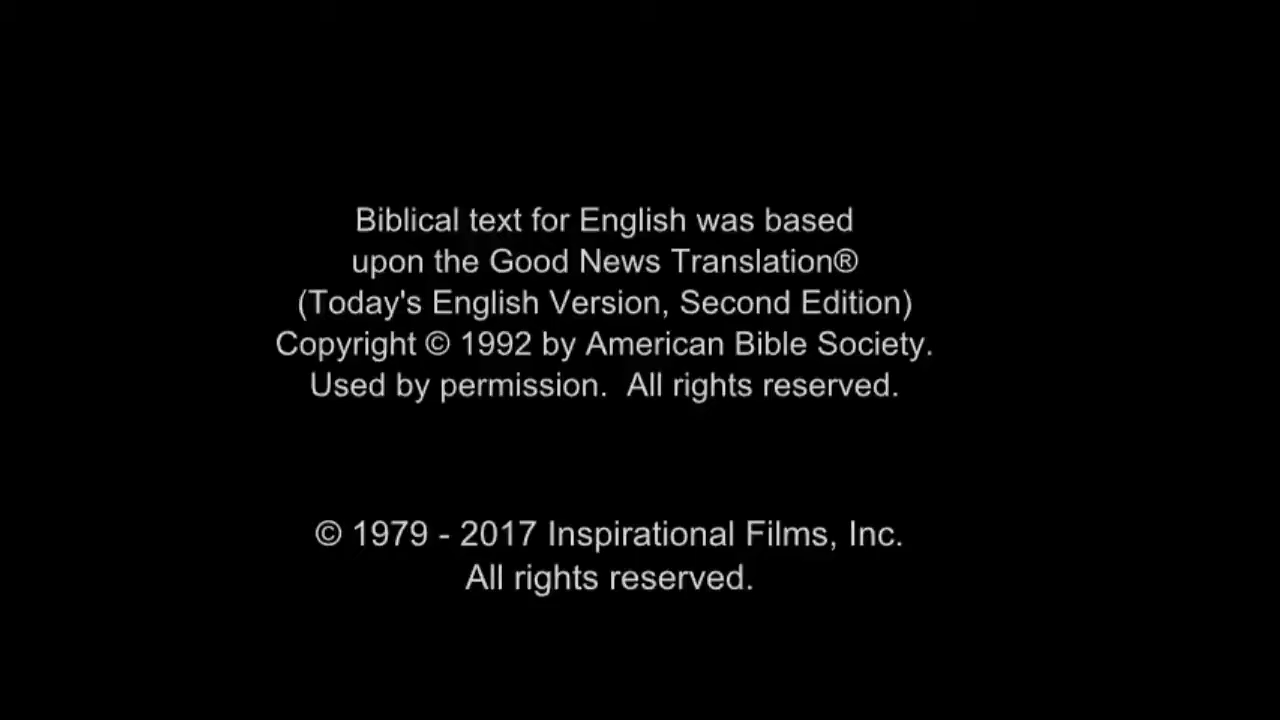 Biblical text for English was based
upon the Good News Translation®
(Today's English Version, Second Edition)
Copyright © 1992 by American Bible Society.
Used by permission.  All rights reserved.
© 1979 - 2017 Inspirational Films, Inc.
All rights reserved.